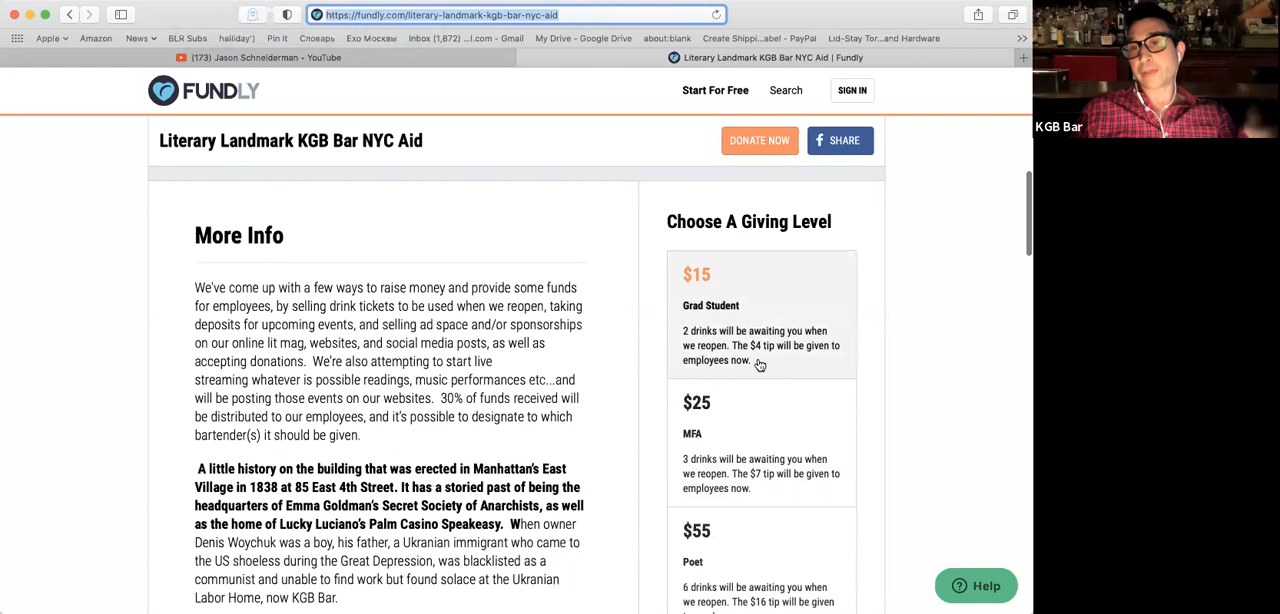 https://fundly.com/literary-landmark-kgb-bar-nyc-aid
Apple Amazon News BLR Subs halliday') Pin It Словарь Ехо Москвы Inbox (1,872) ...l.com - Gmail My Drive - Google Drive about:blank Create Shippi...abel - PayPal Lid-Stay Tor...and Hardware >>
(173) Jason Schneiderman - YouTube Literary Landmark KGB Bar NYC Aid | Fundly
FUNDLY Start For Free Search SIGN IN
KGB Bar
Literary Landmark KGB Bar NYC Aid DONATE NOW SHARE
More Info
We've come up with a few ways to raise money and provide some funds
for employees, by selling drink tickets to be used when we reopen, taking
deposits for upcoming events, and selling ad space and/or sponsorships
on our online lit mag, websites, and social media posts, as well as
accepting donations. We're also attempting to start live
streaming whatever is possible readings, music performances etc...and
will be posting those events on our websites. 30% of funds received will
be distributed to our employees, and it's possible to designate to which
bartender(s) it should be given.
A little history on the building that was erected in Manhattan's East
Village in 1838 at 85 East 4th Street. It has a storied past of being the
headquarters of Emma Goldman's Secret Society of Anarchists, as well
as the home of Lucky Luciano's Palm Casino Speakeasy. When owner
Denis Woychuk was a boy, his father, a Ukranian immigrant who came to
the US shoeless during the Great Depression, was blacklisted as a
communist and unable to find work but found solace at the Ukranian
Labor Home, now KGB Bar.
Choose A Giving Level
$15
Grad Student
2 drinks will be awaiting you when
we reopen. The $4 tip will be given to
employees now.
$25
MFA
3 drinks will be awaiting you when
we reopen. The $7 tip will be given to
employees now.
$55
Poet
6 drinks will be awaiting you when
we reopen. The $16 tip will be given
Help